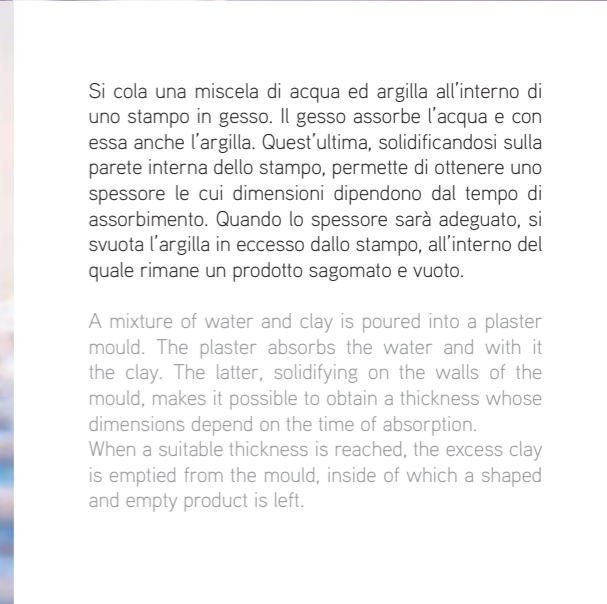 Si cola una miscela di acqua ed argilla all'interno di
uno stampo in gesso. Il gesso assorbe l'acqua e con
essa anche l'argilla. Quest'ultima, solidificandosi sulla
parete interna dello stampo, permette di ottenere uno
spessore le cui dimensioni dipendono dal tempo di
assorbimento. Quando lo spessore sarà adeguato, si
svuota l'argilla in eccesso dallo stampo, all'interno del
quale rimane un prodotto sagomato e vuoto.
A mixture of water and clay is poured into a plaster
mould. The plaster absorbs the water and with it
the clay. The latter, solidifying on the walls of the
mould, makes it possible to obtain a thickness whose
dimensions depend on the time of absorption.
When a suitable thickness is reached, the excess clay
is emptied from the mould, inside of which a shaped
and empty product is left.